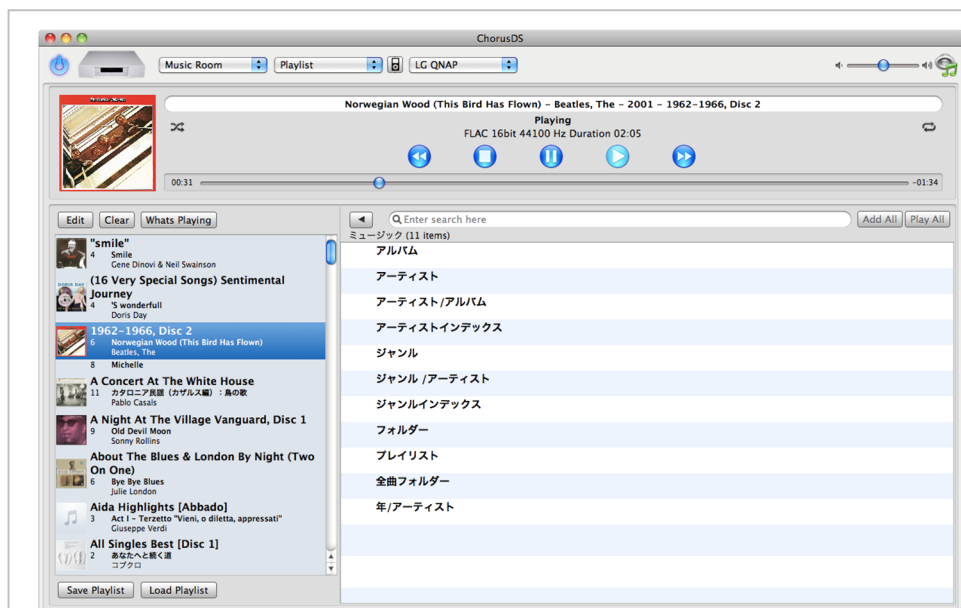 ChorusDS
Music Room
Playlist
LG QNAP
Norwegian Wood (This Bird Has Flown) – Beatles, The – 2001 – 1962–1966, Disc 2
Playing
FLAC 16bit 44100 Hz Duration 02:05
00:31
-01:34
Edit
Clear
Whats Playing
"smile"
4 Smile
Gene Dinovi & Neil Swainson
(16 Very Special Songs) Sentimental
Journey
4 'S wonderfull
Doris Day
1962–1966, Disc 2
6 Norwegian Wood (This Bird Has Flown)
Beatles, The
8 Michelle
A Concert At The White House
11 カタロニア民謡（カザルス編）：鳥の歌
Pablo Casals
A Night At The Village Vanguard, Disc 1
9 Old Devil Moon
Sonny Rollins
About The Blues & London By Night (Two
On One)
6 Bye Bye Blues
Julie London
Aida Highlights [Abbado]
3 Act I – Terzetto "Vieni, o diletta, appressati"
Giuseppe Verdi
All Singles Best [Disc 1]
2 あなたへと続く道
コブクロ
Save Playlist
Load Playlist
Enter search here
Add All
Play All
ミュージック (11 items)
アルバム
アーティスト
アーティスト/アルバム
アーティストインデックス
ジャンル
ジャンル /アーティスト
ジャンルインデックス
フォルダー
プレイリスト
全曲フォルダー
年/アーティスト